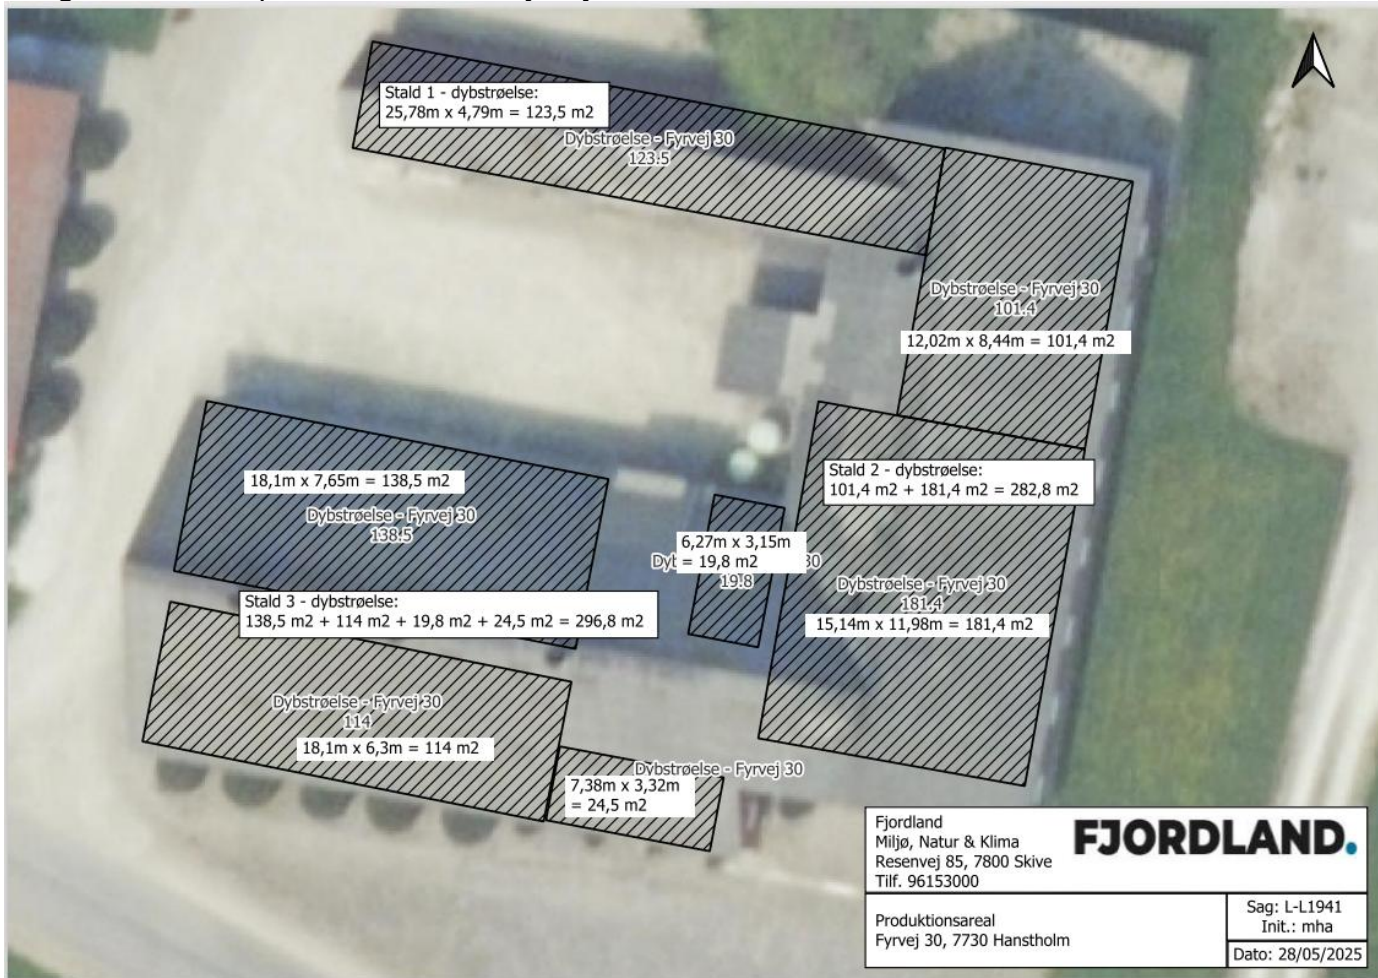 Stald 1 - dybstrøelse:
25,78m x 4,79m = 123,5 m2
Dybstrøelse - Fyrvej 30
123.5
Dybstrøelse - Fyrvej 30
101.4
12,02m x 8,44m = 101,4 m2
Stald 2 - dybstrøelse:
101,4 m2 + 181,4 m2 = 282,8 m2
18,1m x 7,65m = 138,5 m2
Dybstrøelse - Fyrvej 30
138.5
6,27m x 3,15m
= 19,8 m2
30
19.8
Dybstrøelse - Fyrvej 30
181.4
15,14m x 11,98m = 181,4 m2
Stald 3 - dybstrøelse:
138,5 m2 + 114 m2 + 19,8 m2 + 24,5 m2 = 296,8 m2
Dybstrøelse - Fyrvej 30
114
18,1m x 6,3m = 114 m2
Dybstrøelse - Fyrvej 30
7,38m x 3,32m
= 24,5 m2
Fjordland
Miljø, Natur & Klima
Resenvej 85, 7800 Skive
Tilf. 96153000
FJORDLAND.
Produktionsareal
Fyrvej 30, 7730 Hanstholm
Sag: L-L1941
Init.: mha
Dato: 28/05/2025